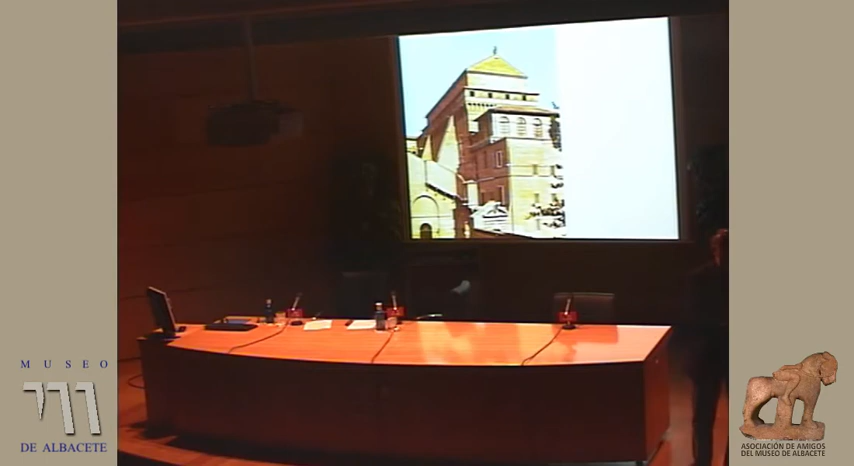 MUSEO
DE ALBACETE
ASOCIACIÓN DE AMIGOS
DEL MUSEO DE ALBACETE